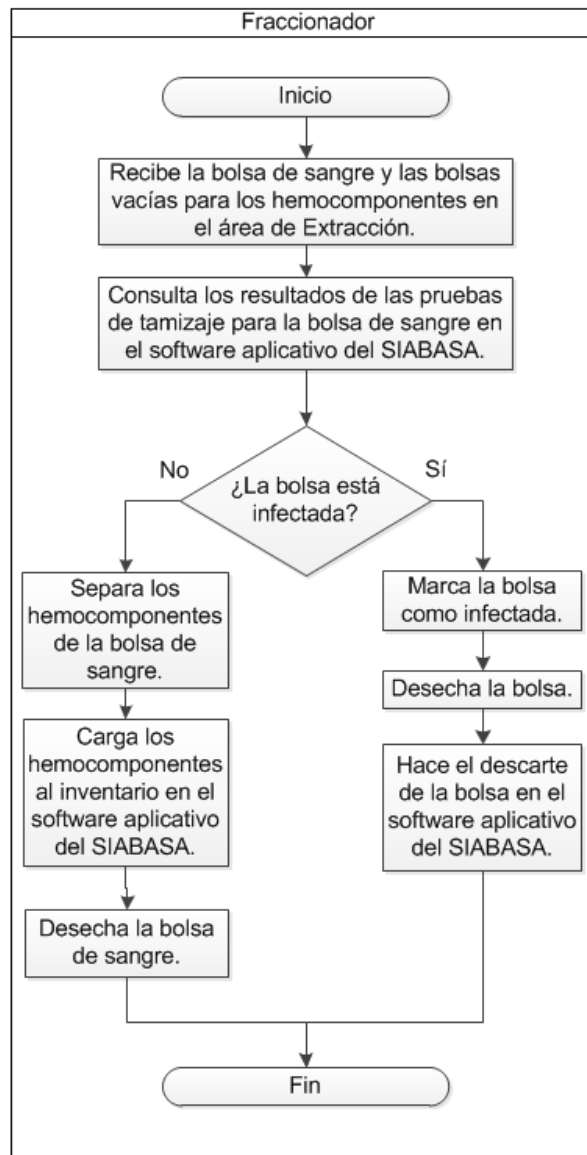 Fraccionador
Inicio
Recibe la bolsa de sangre y las bolsas
vacías para los hemocomponentes en
el área de Extracción.
Consulta los resultados de las pruebas
de tamizaje para la bolsa de sangre en
el software aplicativo del SIABASA.
¿La bolsa está
infectada?
No
Sí
Separa los
hemocomponentes
de la bolsa de
sangre.
Carga los
hemocomponentes
al inventario en el
software aplicativo
del SIABASA.
Desecha la bolsa
de sangre.
Marca la bolsa
como infectada.
Desecha la bolsa.
Hace el descarte
de la bolsa en el
software aplicativo
del SIABASA.
Fin